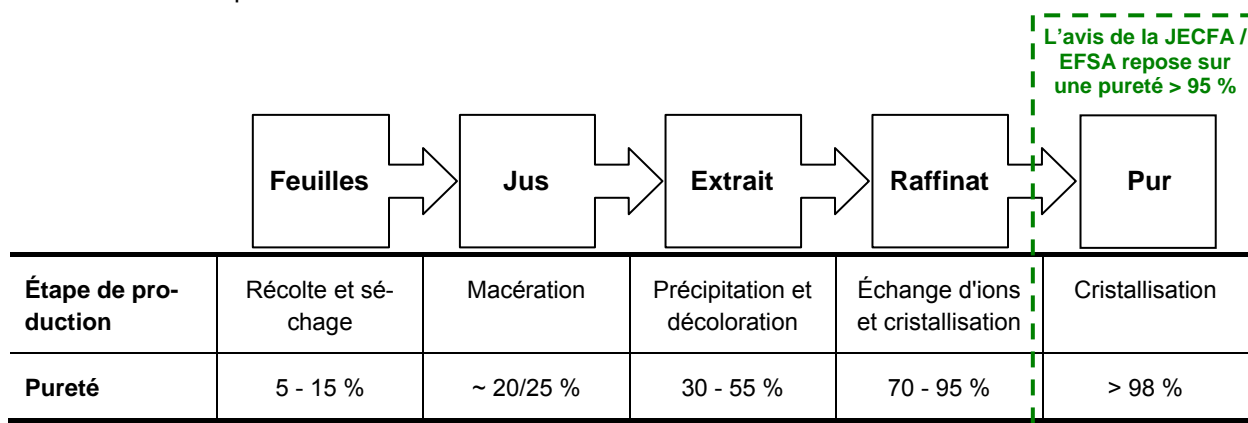 L'avis de la JECFA /
EFSA repose sur
une pureté > 95 %
Feuilles Jus Extrait Raffinat Pur
Étape de pro-
duction
Récolte et sé-
chage
Macération
Précipitation et
décoloration
Échange d'ions
et cristallisation
Cristallisation
Pureté 5 - 15 % ~ 20/25 % 30 - 55 % 70 - 95 % > 98 %